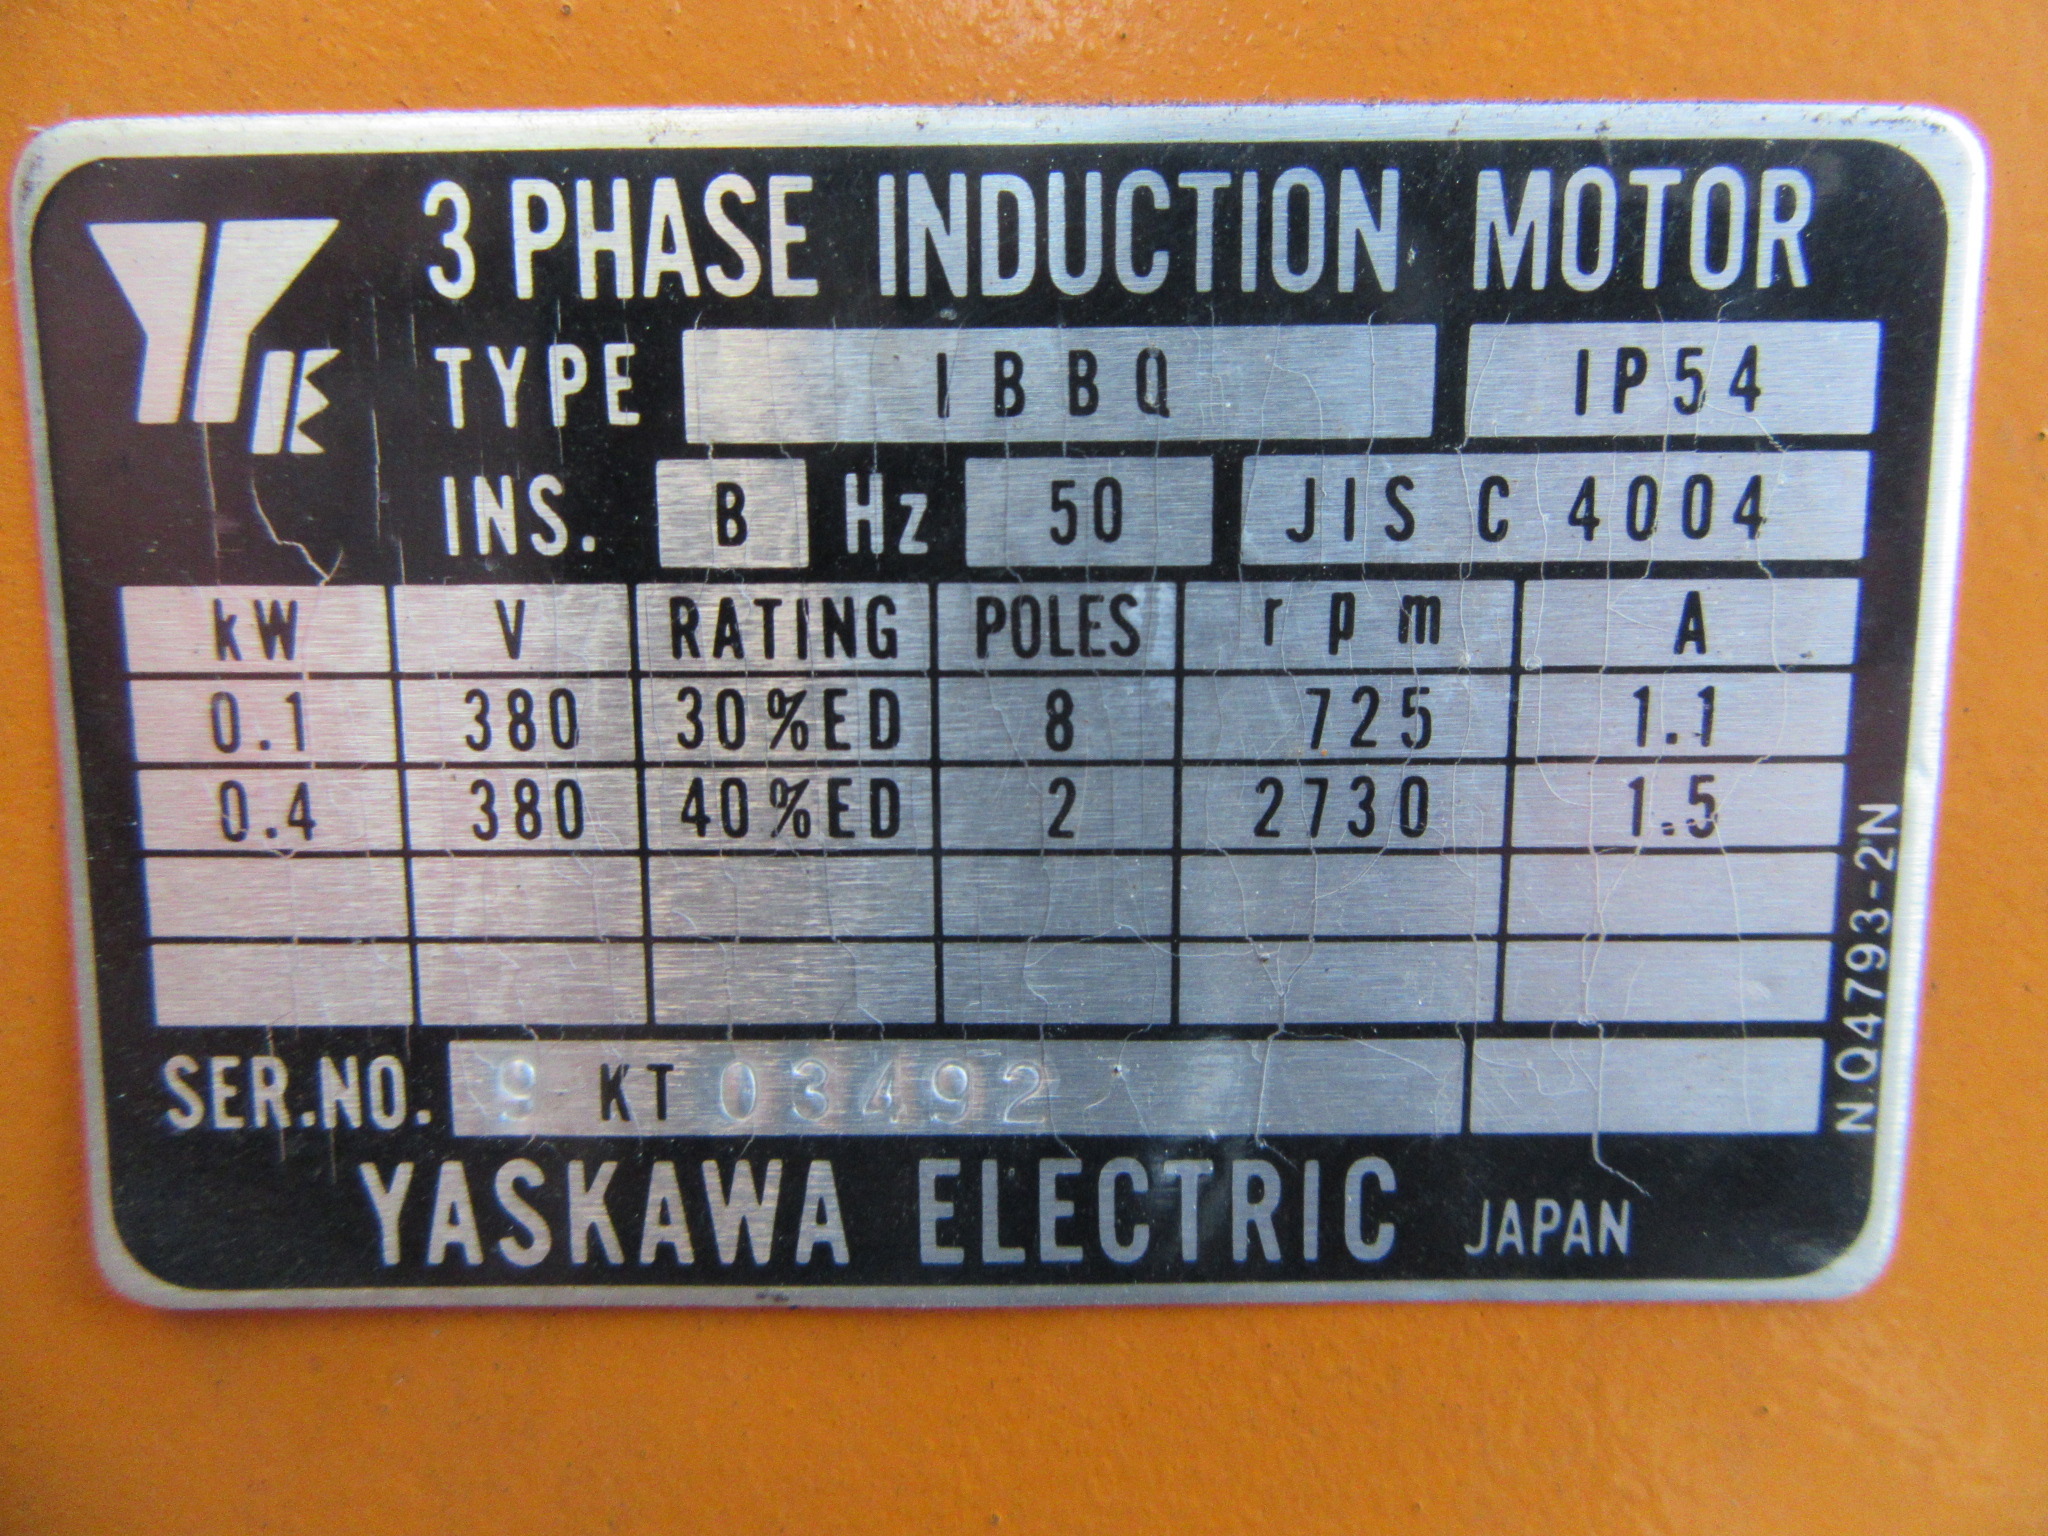 3 PHASE INDUCTION MOTOR
YE
TYPE IBBQ IP54
INS. B Hz 50 JIS C 4004
kW V RATING POLES rpm A
0.1 380 30%ED 8 725 1.1
0.4 380 40%ED 2 2730 1.5
SER.NO. 9 KT 03492
YASKAWA ELECTRIC JAPAN
N.Q4793-2N